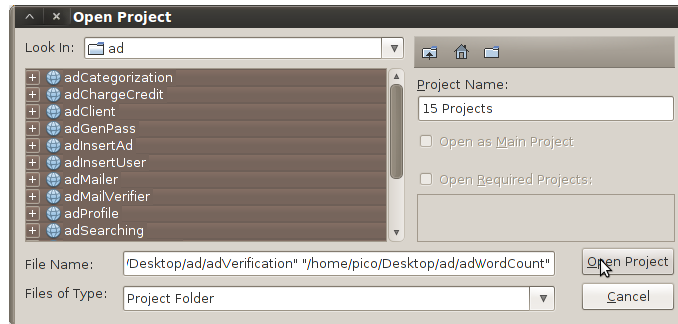 Open Project
Look In: ad
adCategorization
adChargeCredit
adClient
adGenPass
adInsertAd
adInsertUser
adMailer
adMailVerifier
adProfile
adSearching
Project Name:
15 Projects
Open as Main Project
Open Required Projects:
File Name: /Desktop/ad/adVerification" "/home/pico/Desktop/ad/adWordCount"
Open Project
Files of Type: Project Folder
Cancel